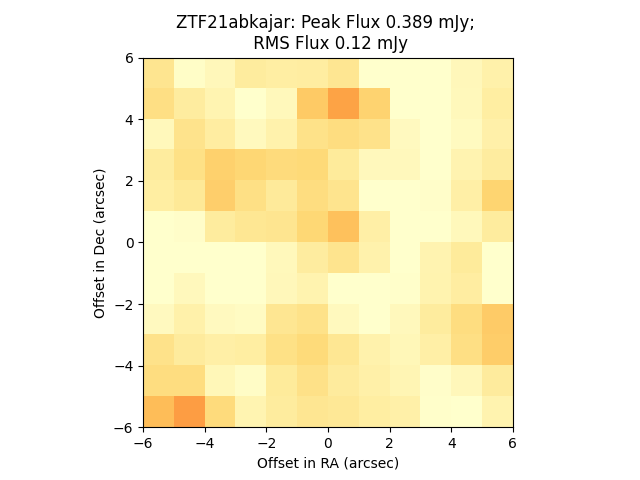 ZTF21abkajar: Peak Flux 0.389 mJy;
RMS Flux 0.12 mJy
6
4
2
0
−2
−4
−6
Offset in Dec (arcsec)
−6 −4 −2 0 2 4 6
Offset in RA (arcsec)